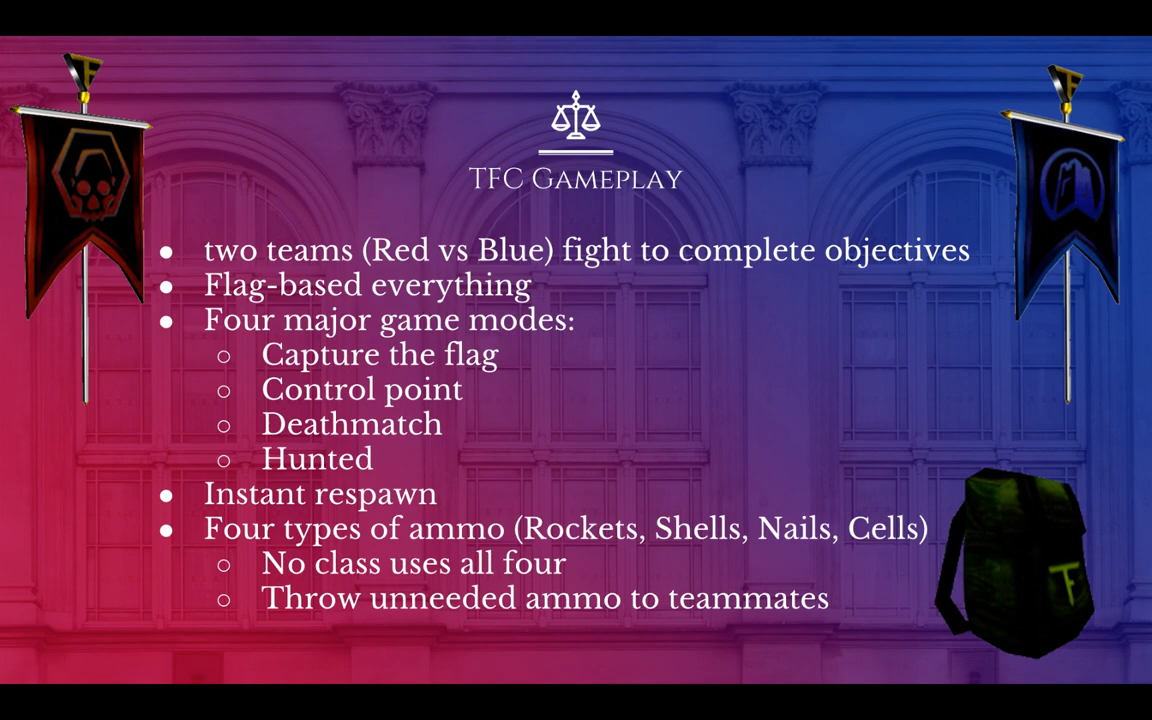 TFC Gameplay
● two teams (Red vs Blue) fight to complete objectives
● Flag-based everything
● Four major game modes:
○ Capture the flag
○ Control point
○ Deathmatch
○ Hunted
● Instant respawn
● Four types of ammo (Rockets, Shells, Nails, Cells)
○ No class uses all four
○ Throw unneeded ammo to teammates